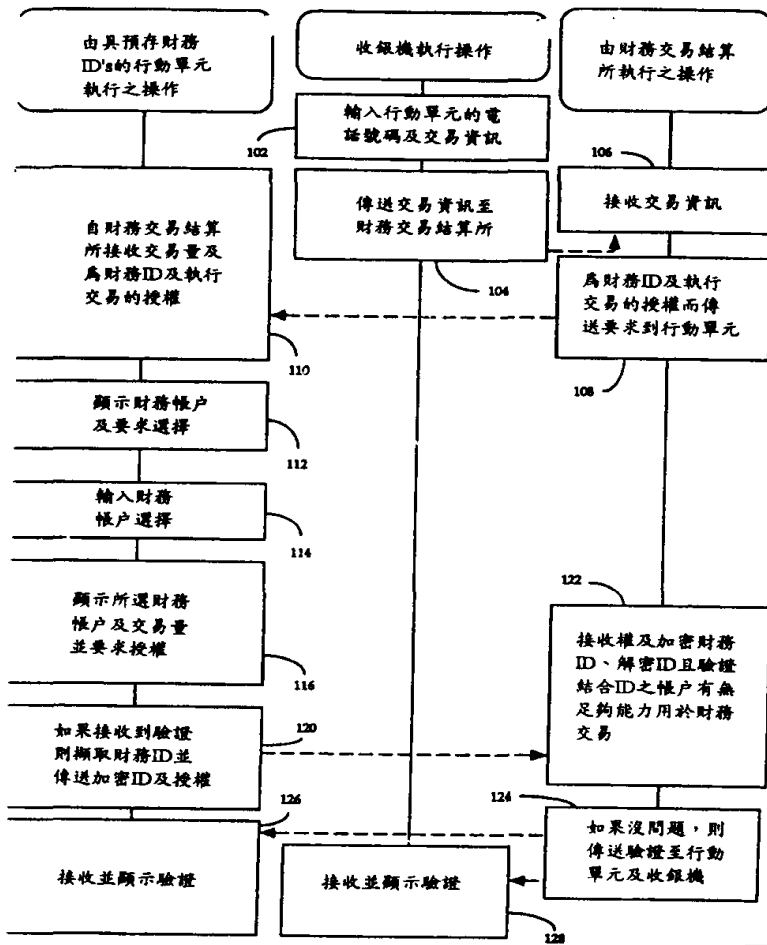 由具預存財務
ID's的行動單元
執行之操作
收銀機執行操作
由財務交易結算
所執行之操作
102
輸入行動單元的電
話號碼及交易資訊
106
接收交易資訊
傳送交易資訊至
財務交易結算所
104
自財務交易結算
所接收交易量及
爲財務ID及執行
交易的授權
110
爲財務ID及執行
交易的授權而傳
送要求到行動單元
108
顯示財務帳户
及要求選擇
112
輸入財務
帳户選擇
114
顯示所選財務
帳户及交易量
並要求授權
116
122
接收權及加密財務
ID、解密ID且驗證
結合ID之帳户有無
足夠能力用於財務
交易
如果接收到驗證
則擷取財務ID並
傳送加密ID及授權
120
124
如果沒問題，則
傳送驗證至行動
單元及收銀機
126
接收並顯示驗證
接收並顯示驗證
128